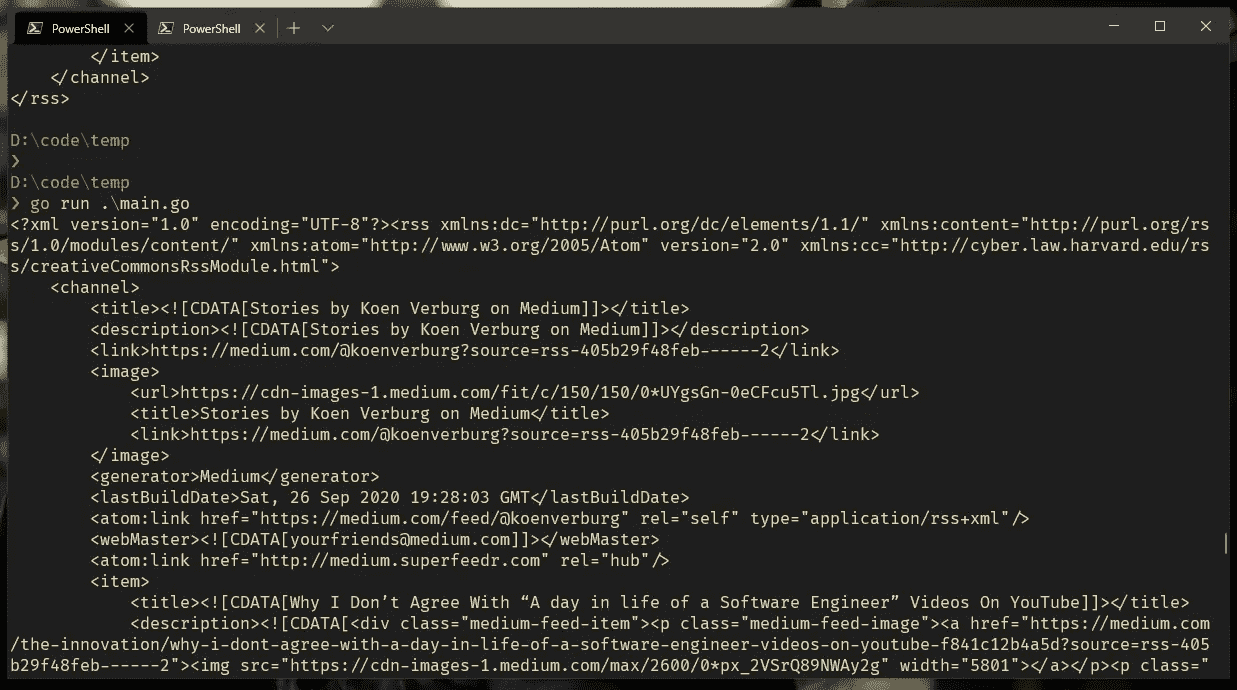 PowerShell PowerShell
</item>
</channel>
</rss>
D:\code\temp
❯
D:\code\temp
❯ go run .\main.go
<?xml version="1.0" encoding="UTF-8"?><rss xmlns:dc="http://purl.org/dc/elements/1.1/" xmlns:content="http://purl.org/rs
s/1.0/modules/content/" xmlns:atom="http://www.w3.org/2005/Atom" version="2.0" xmlns:cc="http://cyber.law.harvard.edu/rs
s/creativeCommonsRssModule.html">
<channel>
<title><![CDATA[Stories by Koen Verburg on Medium]]></title>
<description><![CDATA[Stories by Koen Verburg on Medium]]></description>
<link>https://medium.com/@koenverburg?source=rss-405b29f48feb------2</link>
<image>
<url>https://cdn-images-1.medium.com/fit/c/150/150/0*UYgsGn-0eCFcu5Tl.jpg</url>
<title>Stories by Koen Verburg on Medium</title>
<link>https://medium.com/@koenverburg?source=rss-405b29f48feb------2</link>
</image>
<generator>Medium</generator>
<lastBuildDate>Sat, 26 Sep 2020 19:28:03 GMT</lastBuildDate>
<atom:link href="https://medium.com/feed/@koenverburg" rel="self" type="application/rss+xml"/>
<webMaster><![CDATA[yourfriends@medium.com]]></webMaster>
<atom:link href="http://medium.superfeedr.com" rel="hub"/>
<item>
<title><![CDATA[Why I Don’t Agree With “A day in life of a Software Engineer” Videos On YouTube]]></title>
<description><![CDATA[<div class="medium-feed-item"><p class="medium-feed-image"><a href="https://medium.com
/the-innovation/why-i-dont-agree-with-a-day-in-life-of-a-software-engineer-videos-on-youtube-f841c12b4a5d?source=rss-405
b29f48feb------2"><img src="https://cdn-images-1.medium.com/max/2600/0*px_2VSrQ89NWAy2g" width="5801"></a></p><p class="